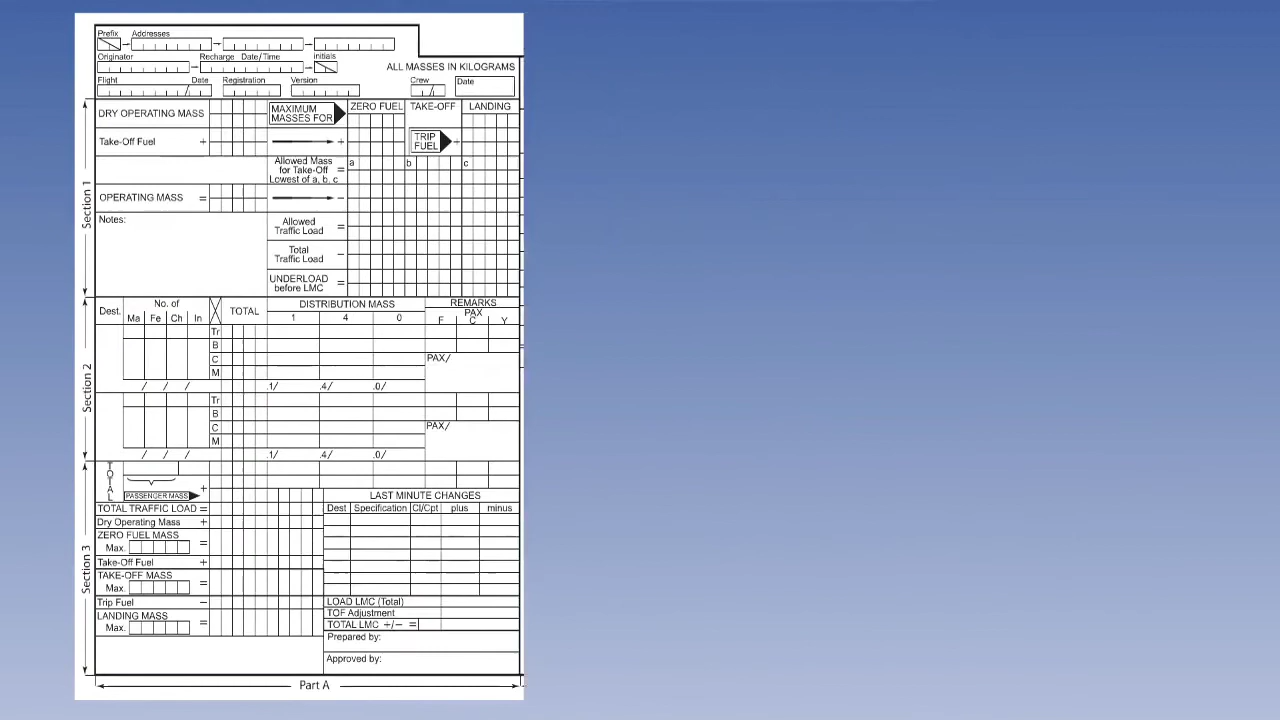 Prefix Addresses
Originator Recharge Date/Time Initials
ALL MASSES IN KILOGRAMS
Flight Date Registration Version Crew Date
DRY OPERATING MASS MAXIMUM MASSES FOR ZERO FUEL TAKE-OFF LANDING
Take-Off Fuel + + TRIP FUEL +
Allowed Mass for Take-Off Lowest of a, b, c = a b c
OPERATING MASS = −
Notes:
Allowed Traffic Load =
Total Traffic Load −
UNDERLOAD before LMC =
Section 1
Dest. No. of TOTAL DISTRIBUTION MASS REMARKS
PAX
Ma Fe Ch In 1 4 0 F C Y
Tr
B
C PAX/
M
/ / / .1/ .4/ .0/
Tr
B
C PAX/
M
/ / / .1/ .4/ .0/
Section 2
TOTAL
PASSENGER MASS +
LAST MINUTE CHANGES
TOTAL TRAFFIC LOAD = Dest Specification Cl/Cpt plus minus
Dry Operating Mass +
ZERO FUEL MASS
Max. =
Take-Off Fuel +
TAKE-OFF MASS
Max. =
Trip Fuel − LOAD LMC (Total)
LANDING MASS TOF Adjustment
Max. = TOTAL LMC +/− =
Prepared by:
Approved by:
Section 3
Part A